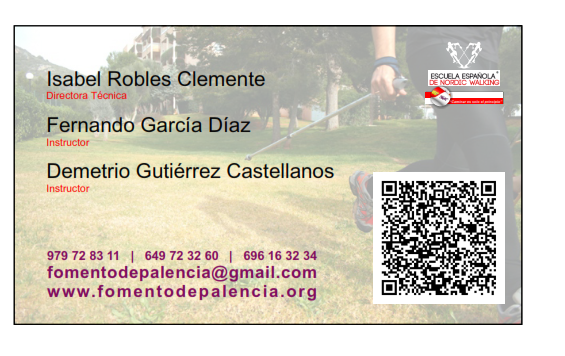 Isabel Robles Clemente
Directora Técnica
Fernando García Díaz
Instructor
Demetrio Gutiérrez Castellanos
Instructor
ESCUELA ESPAÑOLA
DE NORDIC WALKING
979 72 83 11 | 649 72 32 60 | 696 16 32 34
fomentodepalencia@gmail.com
www.fomentodepalencia.org